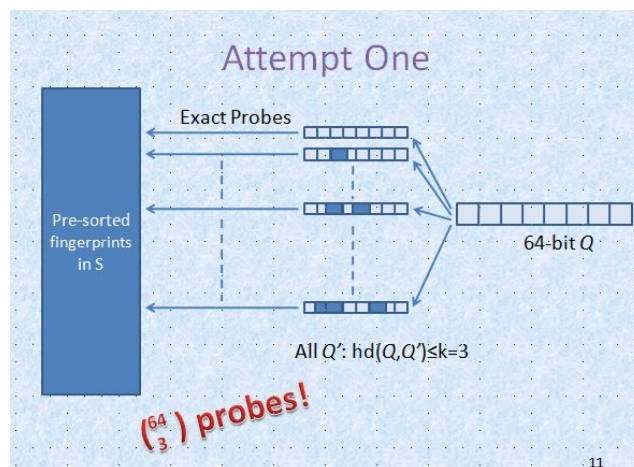 Attempt One
Exact Probes
Pre-sorted
fingerprints
in S
64-bit Q
All Q’: hd(Q,Q’)≤k=3
(64 3) probes!
11